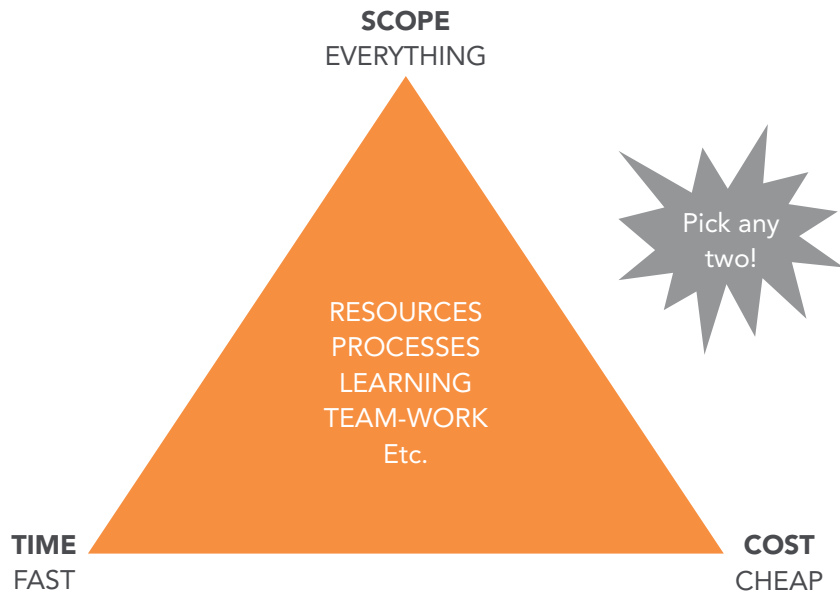 SCOPE
EVERYTHING
Pick any
two!
RESOURCES
PROCESSES
LEARNING
TEAM-WORK
Etc.
TIME
FAST
COST
CHEAP